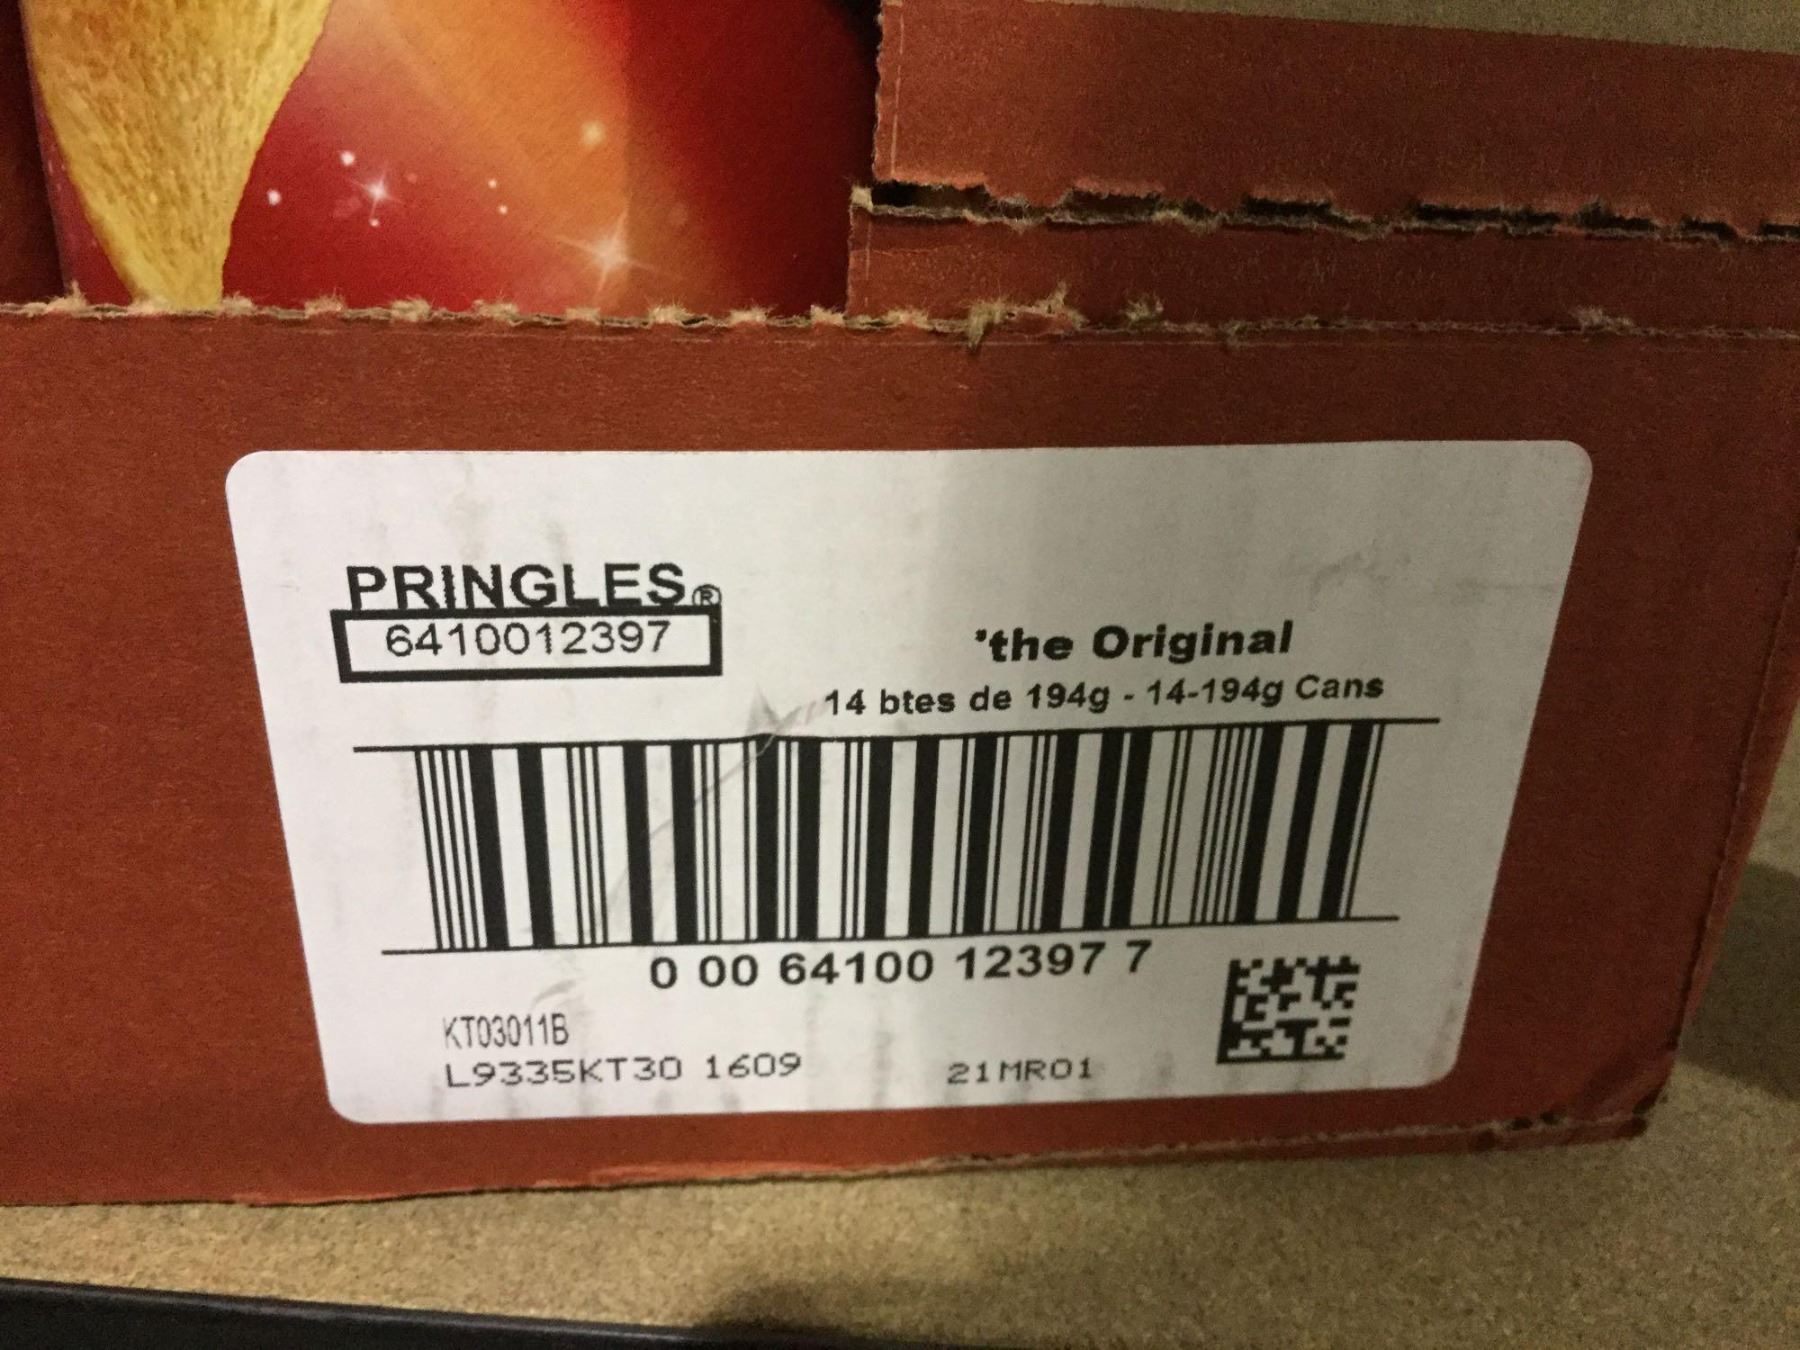 PRINGLES®
6410012397
'the Original
14 btes de 194g - 14-194g Cans
0 00 64100 12397 7
KT03011B
L9335KT30 1609 21MR01